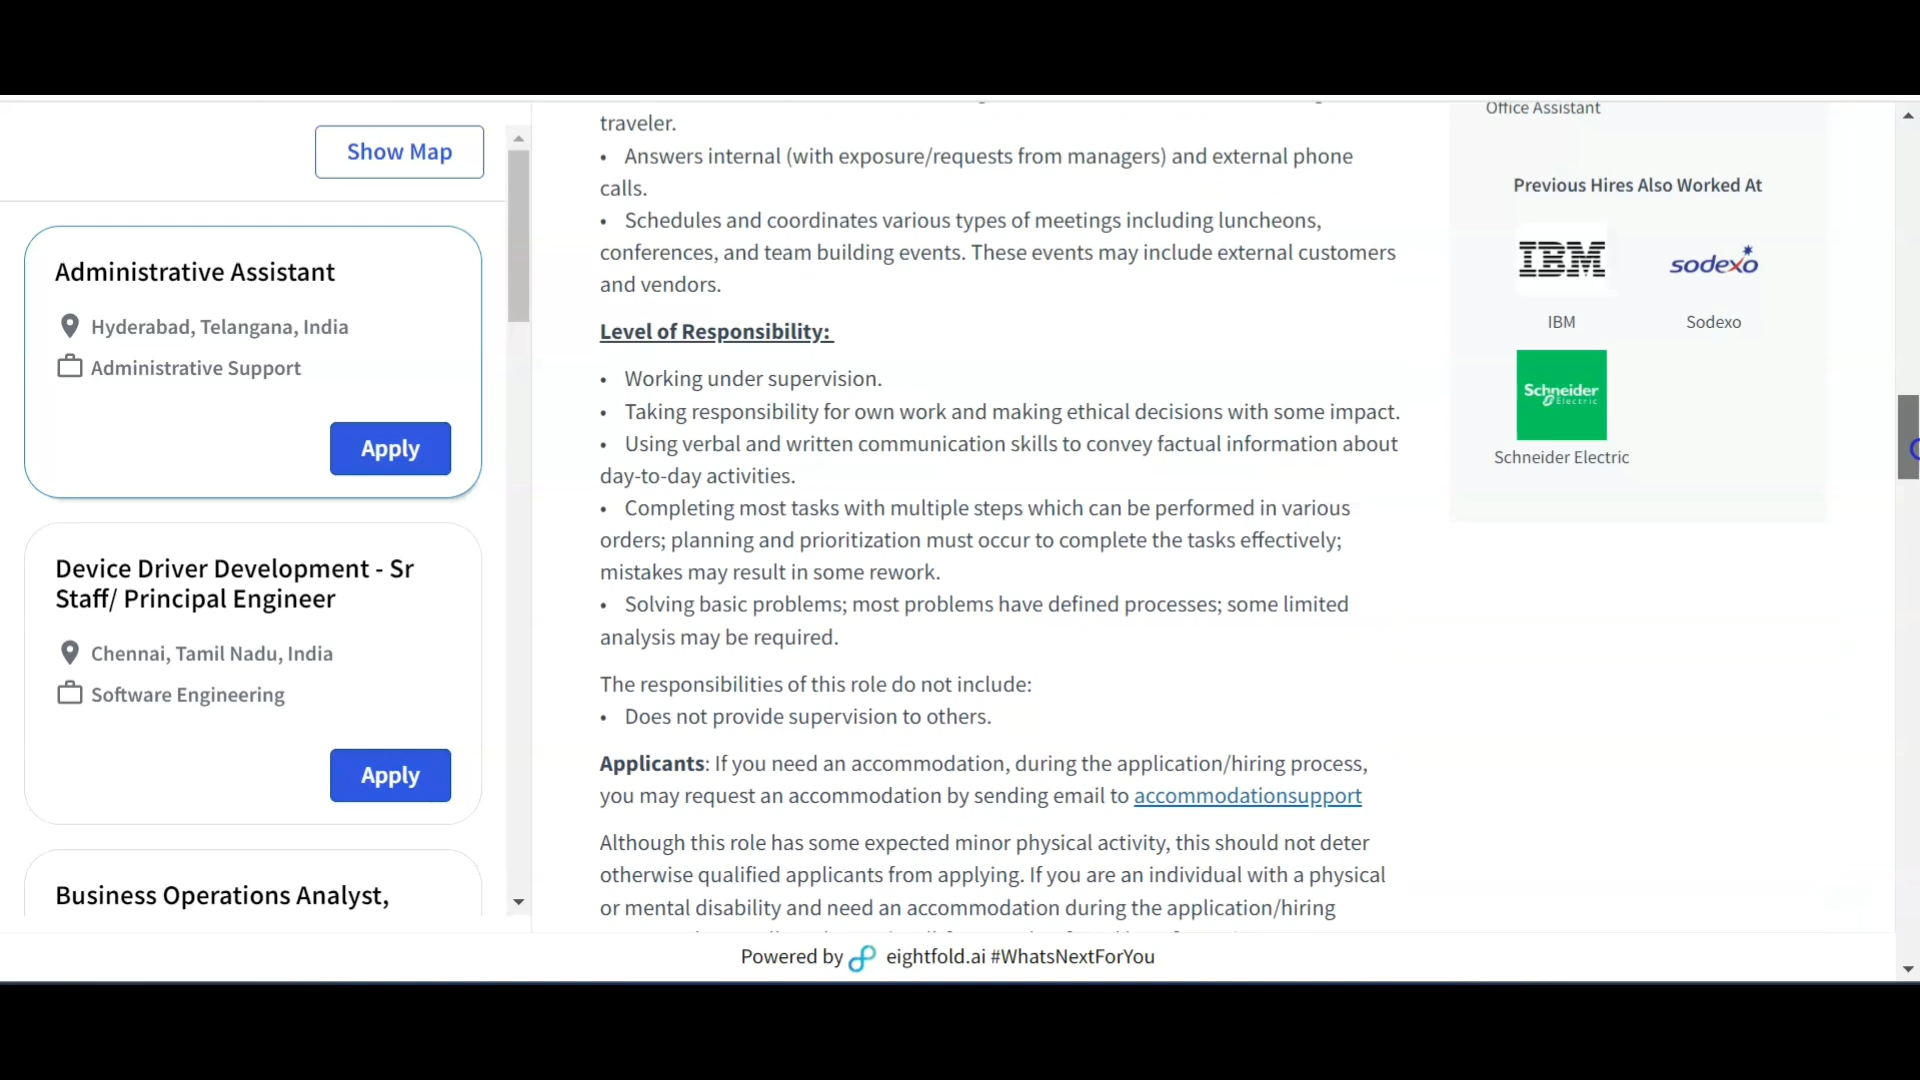 Show Map
Administrative Assistant
Hyderabad, Telangana, India
Administrative Support
Apply
Device Driver Development - Sr
Staff/ Principal Engineer
Chennai, Tamil Nadu, India
Software Engineering
Apply
Business Operations Analyst,
traveler.
• Answers internal (with exposure/requests from managers) and external phone
calls.
• Schedules and coordinates various types of meetings including luncheons,
conferences, and team building events. These events may include external customers
and vendors.
Level of Responsibility:
• Working under supervision.
• Taking responsibility for own work and making ethical decisions with some impact.
• Using verbal and written communication skills to convey factual information about
day-to-day activities.
• Completing most tasks with multiple steps which can be performed in various
orders; planning and prioritization must occur to complete the tasks effectively;
mistakes may result in some rework.
• Solving basic problems; most problems have defined processes; some limited
analysis may be required.
The responsibilities of this role do not include:
• Does not provide supervision to others.
Applicants: If you need an accommodation, during the application/hiring process,
you may request an accommodation by sending email to accommodationsupport
Although this role has some expected minor physical activity, this should not deter
otherwise qualified applicants from applying. If you are an individual with a physical
or mental disability and need an accommodation during the application/hiring
Office Assistant
Previous Hires Also Worked At
IBM
sodexo
IBM
Sodexo
Schneider
Electric
Schneider Electric
Powered by eightfold.ai #WhatsNextForYou